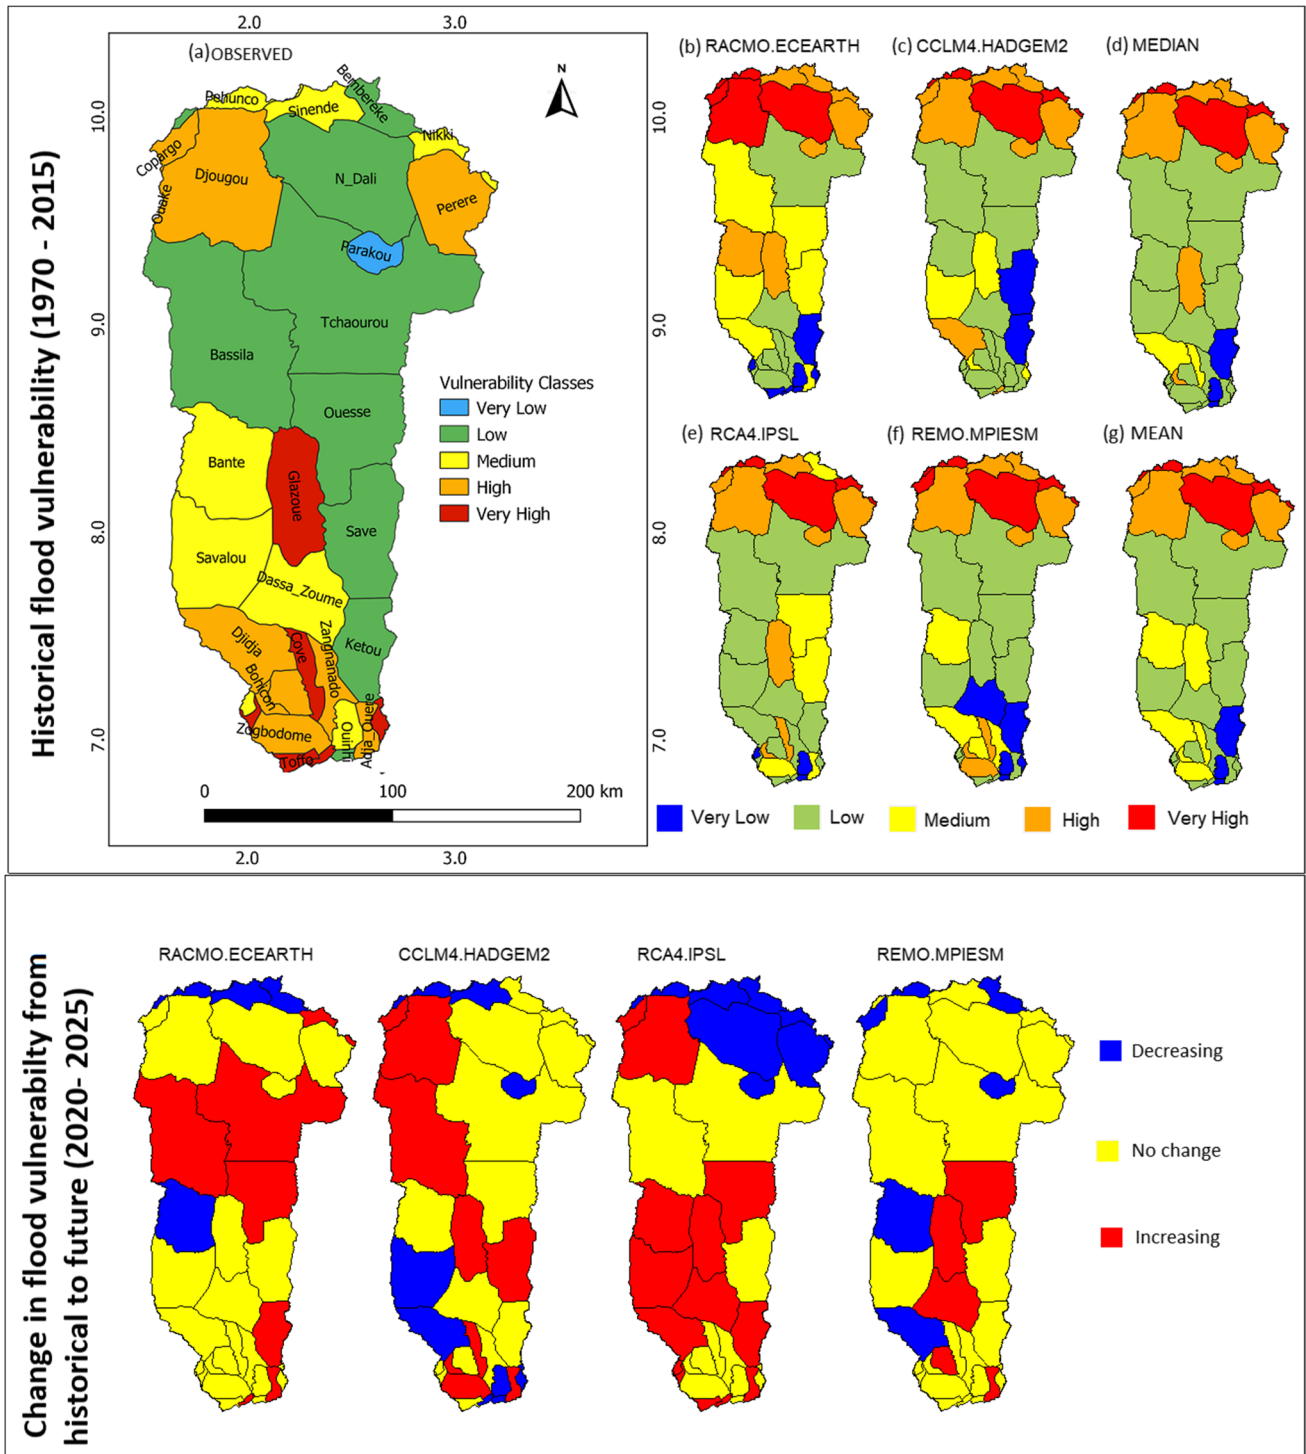 Historical flood vulnerability (1970 - 2015)
2.0
3.0
(a)OBSERVED
N
10.0
9.0
8.0
7.0
Pehunco
Sinende
Bembereke
Nikki
Copargo
Djougou
Ouake
N_Dali
Perere
Parakou
Tchaourou
Bassila
Ouesse
Bante
Glazoue
Save
Savalou
Dassa_Zoume
Djidja
Cove
Zangnanado
Ketou
Bohicon
Zogbodome
Ouinhi
Adja_Ouere
Toffo
Vulnerability Classes
Very Low
Low
Medium
High
Very High
0
100
200 km
2.0
3.0
(b) RACMO.ECEARTH
(c) CCLM4.HADGEM2
(d) MEDIAN
10.0
9.0
(e) RCA4.IPSL
(f) REMO.MPIESM
(g) MEAN
8.0
7.0
Very Low
Low
Medium
High
Very High
Change in flood vulnerability from
historical to future (2020- 2025)
RACMO.ECEARTH
CCLM4.HADGEM2
RCA4.IPSL
REMO.MPIESM
Decreasing
No change
Increasing